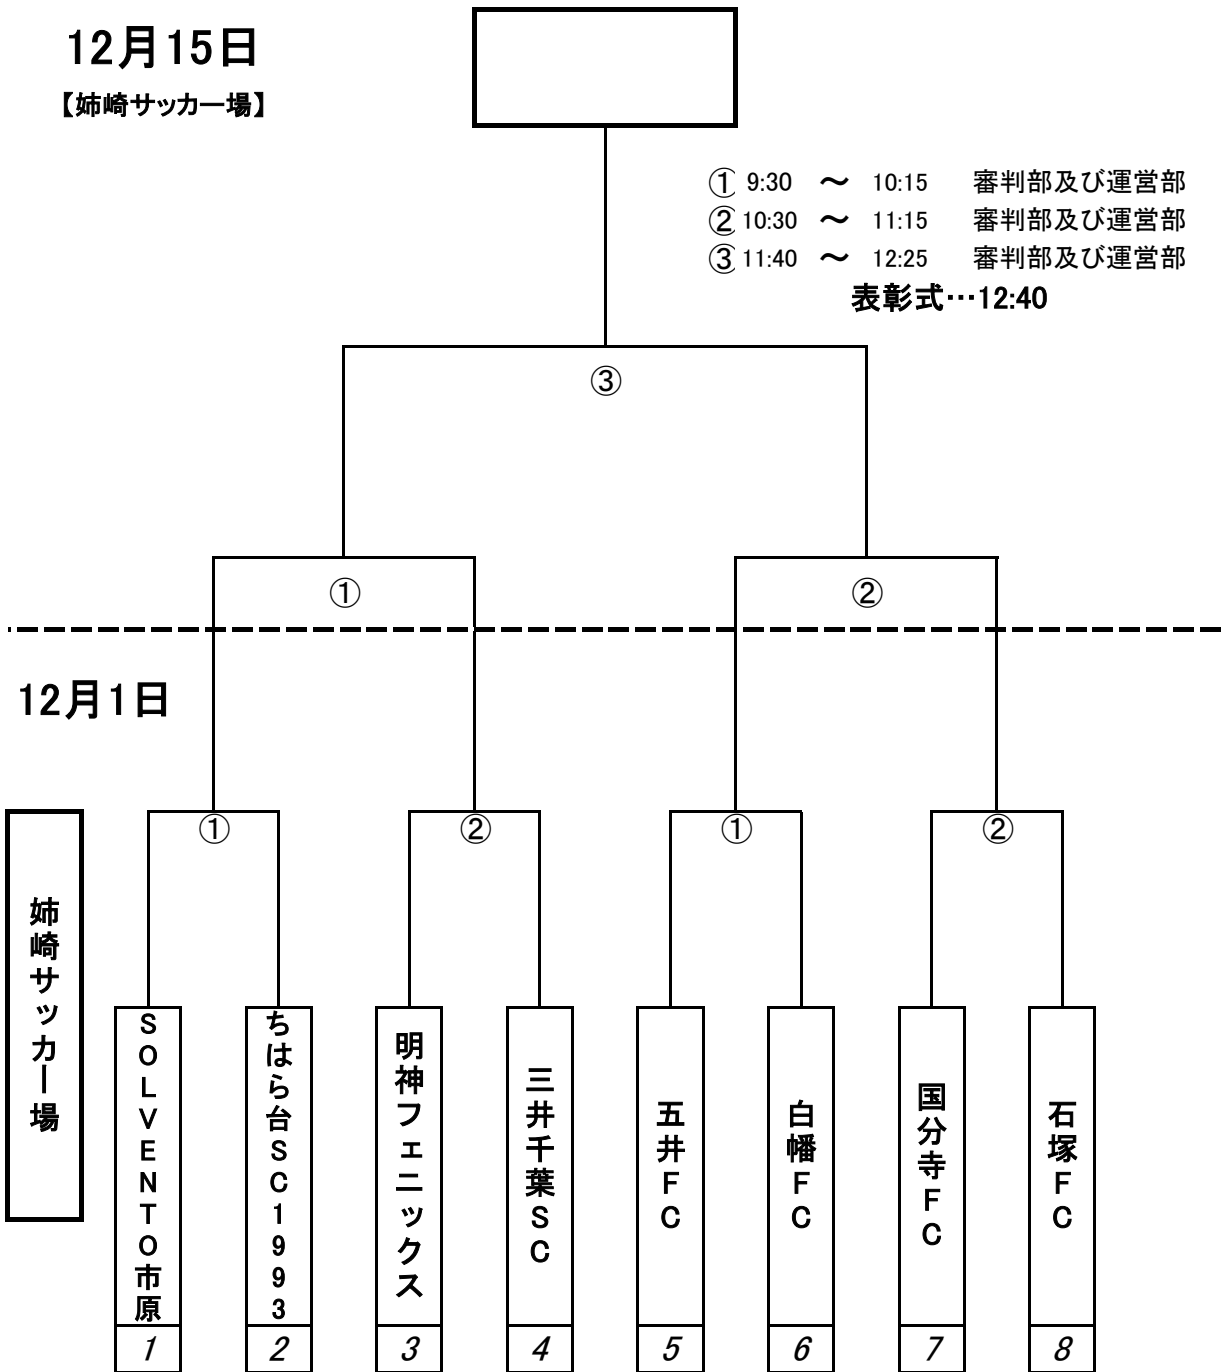 12月15日
【姉崎サッカー場】
① 9:30 ～ 10:15 審判部及び運営部
② 10:30 ～ 11:15 審判部及び運営部
③ 11:40 ～ 12:25 審判部及び運営部
表彰式…12:40
③
① ②
12月1日
① ② ① ②
姉崎サッカー場
SOLVENTO市原
ちはら台SC1993
明神フェニックス
三井千葉SC
五井FC
白幡FC
国分寺FC
石塚FC
1 2 3 4 5 6 7 8